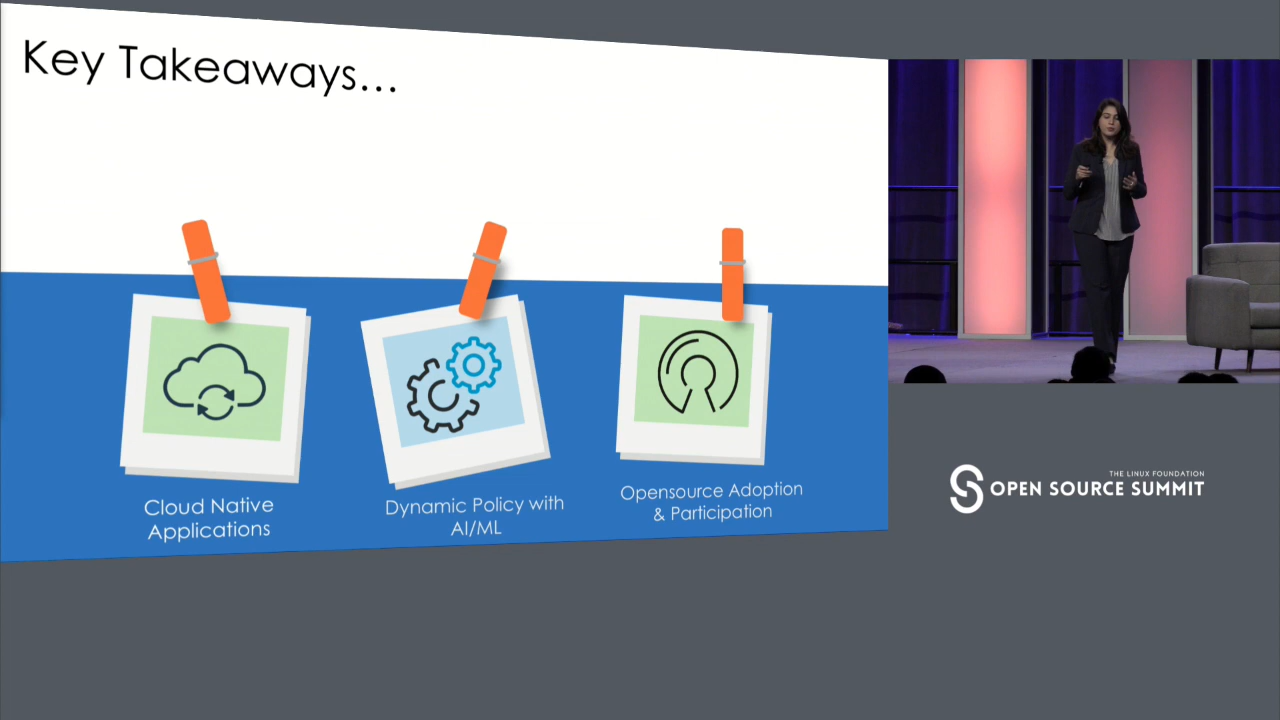 Key Takeaways...
Cloud Native
Applications
Dynamic Policy with
AI/ML
Opensource Adoption
& Participation
THE LINUX FOUNDATION
OPEN SOURCE SUMMIT